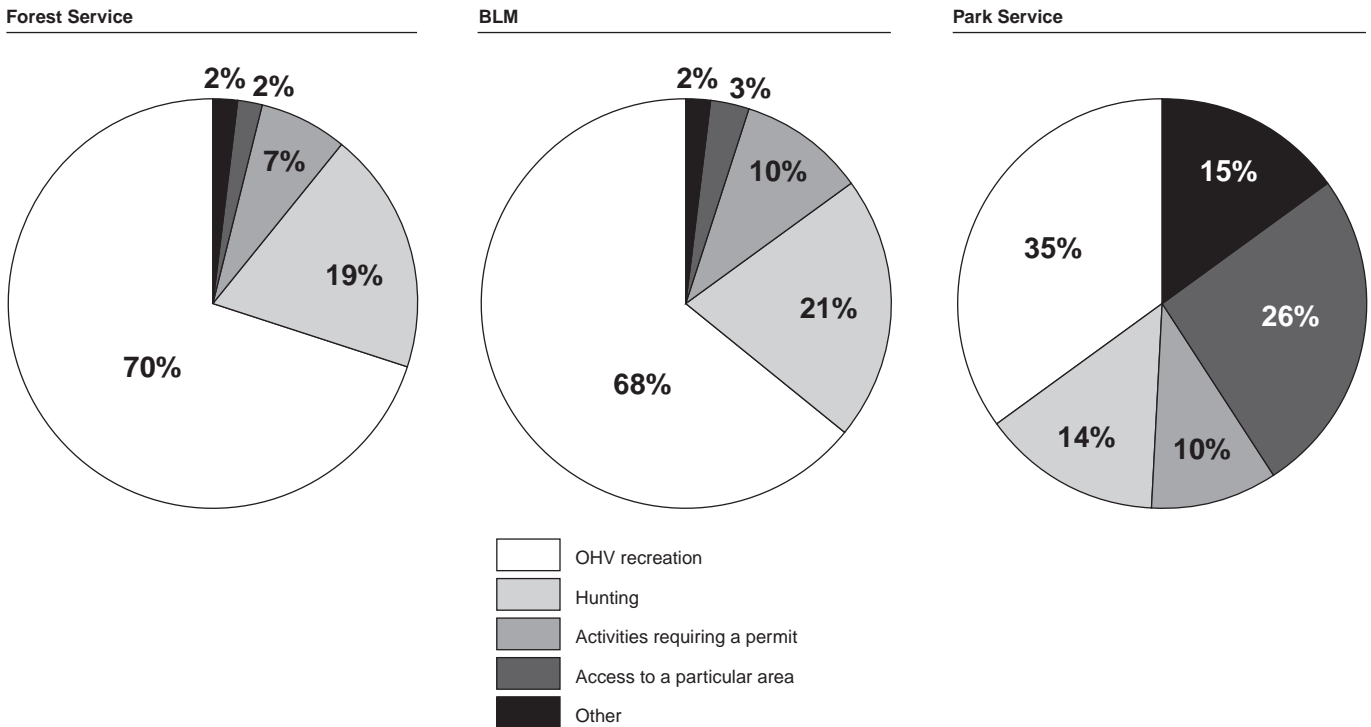 Forest Service
2%
2%
7%
19%
70%
BLM
2%
3%
10%
21%
68%
Park Service
15%
26%
10%
14%
35%
OHV recreation
Hunting
Activities requiring a permit
Access to a particular area
Other